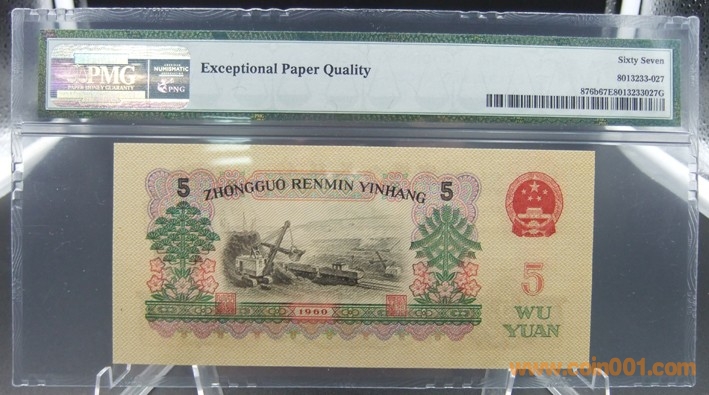 PMG
PAPER MONEY GUARANTY
NUMISMATIC
PNG
Exceptional Paper Quality
Sixty Seven
8013233-027
876b67E8013233027G
5 ZHONGGUO RENMIN YINHANG 5
1960
5
WU
YUAN
www.coin001.com